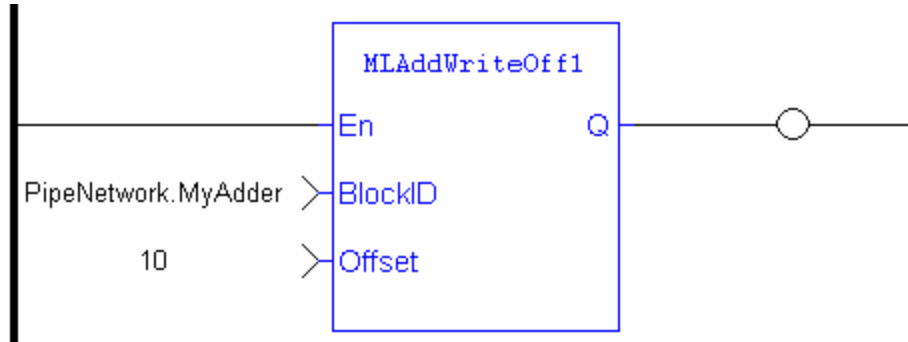 MLAddWriteOff1
En Q
PipeNetwork.MyAdder BlockID
10 Offset